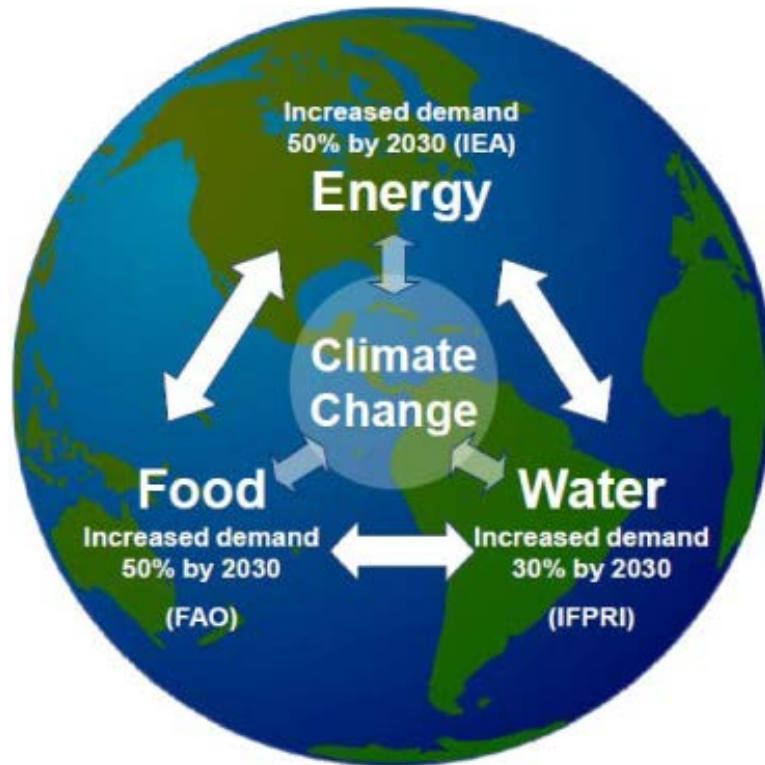 Increased demand
50% by 2030 (IEA)
Energy
Climate
Change
Food
Increased demand
50% by 2030
(FAO)
Water
Increased demand
30% by 2030
(IFPRI)